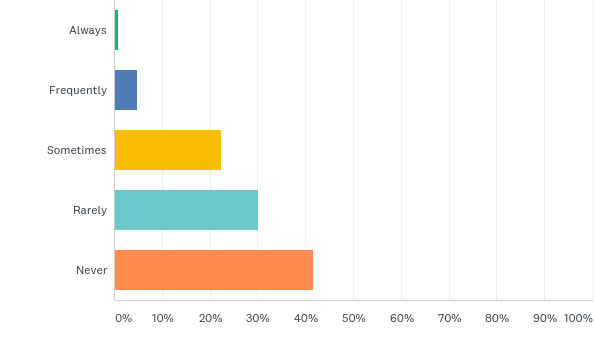 Always
Frequently
Sometimes
Rarely
Never
0% 10% 20% 30% 40% 50% 60% 70% 80% 90% 100%